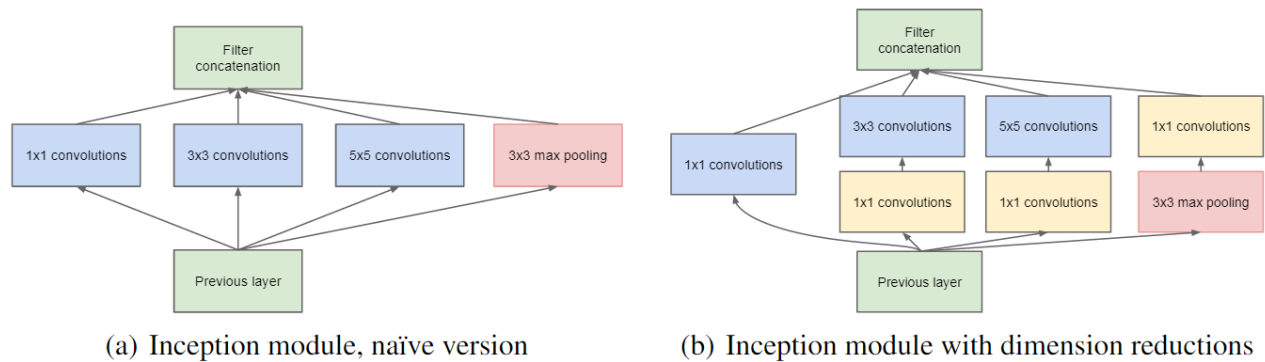 Filter
concatenation
1x1 convolutions
3x3 convolutions
5x5 convolutions
3x3 max pooling
Previous layer
(a) Inception module, naïve version
Filter
concatenation
3x3 convolutions
5x5 convolutions
1x1 convolutions
1x1 convolutions
1x1 convolutions
1x1 convolutions
3x3 max pooling
Previous layer
(b) Inception module with dimension reductions